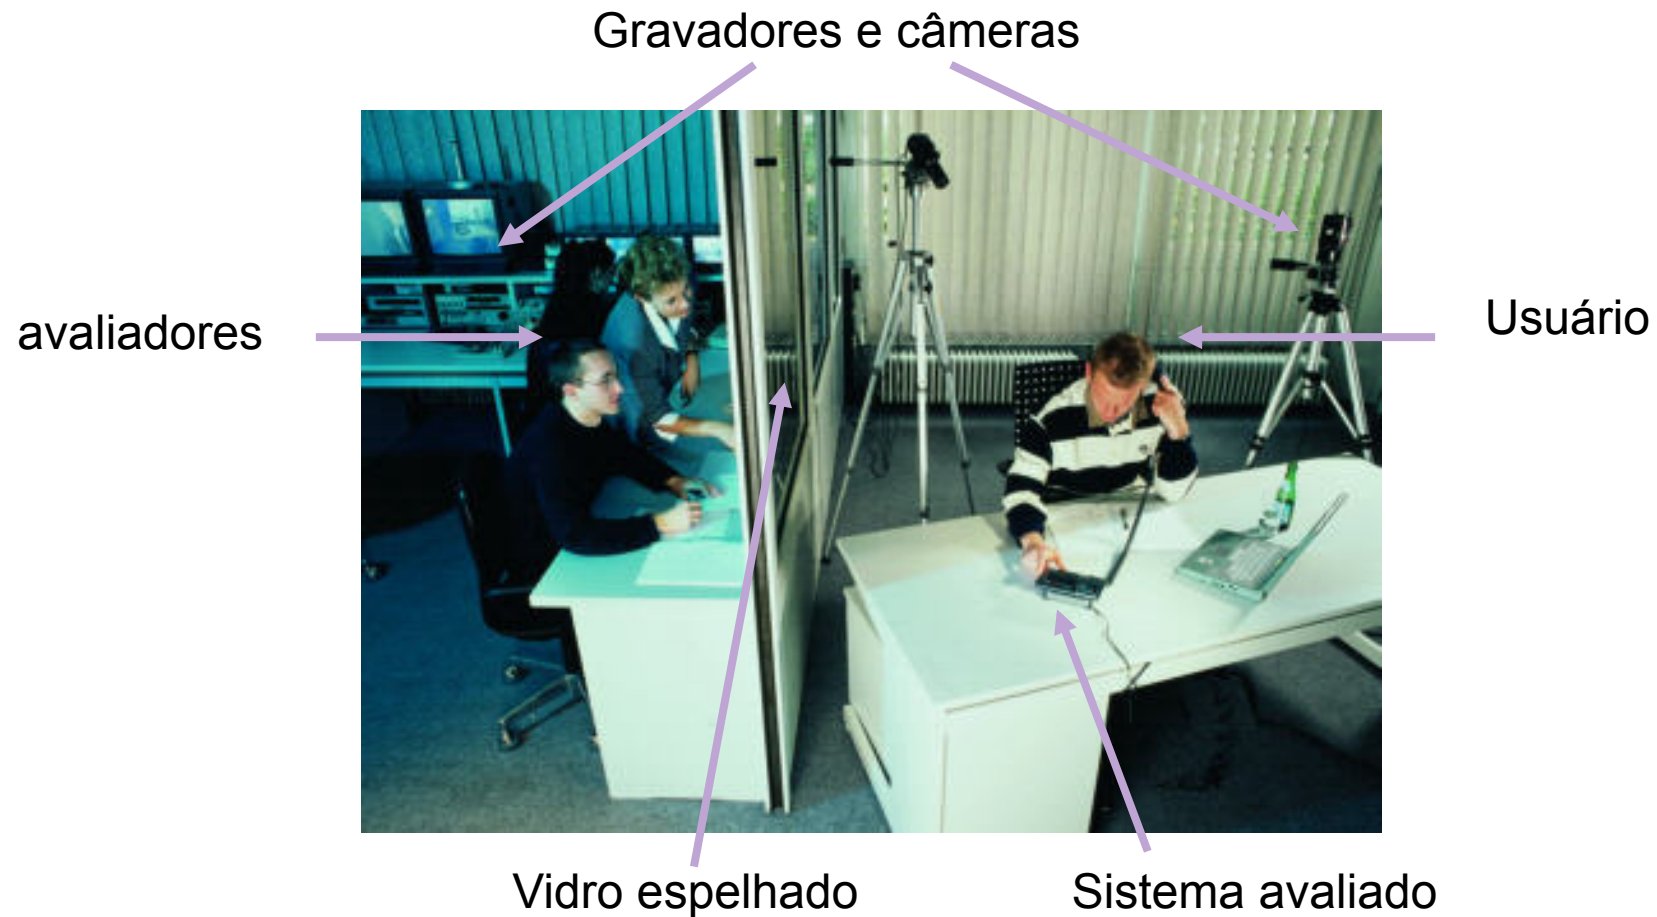 Gravadores e câmeras
avaliadores
Usuário
Vidro espelhado
Sistema avaliado